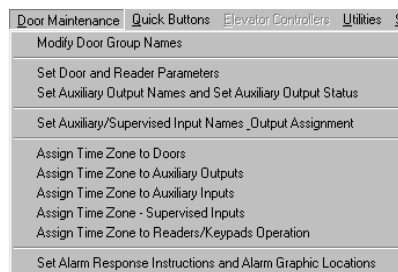 Door Maintenance Quick Buttons Elevator Controllers Utilities
Modify Door Group Names
Set Door and Reader Parameters
Set Auxiliary Output Names and Set Auxiliary Output Status
Set Auxiliary/Supervised Input Names _Output Assignment
Assign Time Zone to Doors
Assign Time Zone to Auxiliary Outputs
Assign Time Zone to Auxiliary Inputs
Assign Time Zone - Supervised Inputs
Assign Time Zone to Readers/Keypads Operation
Set Alarm Response Instructions and Alarm Graphic Locations